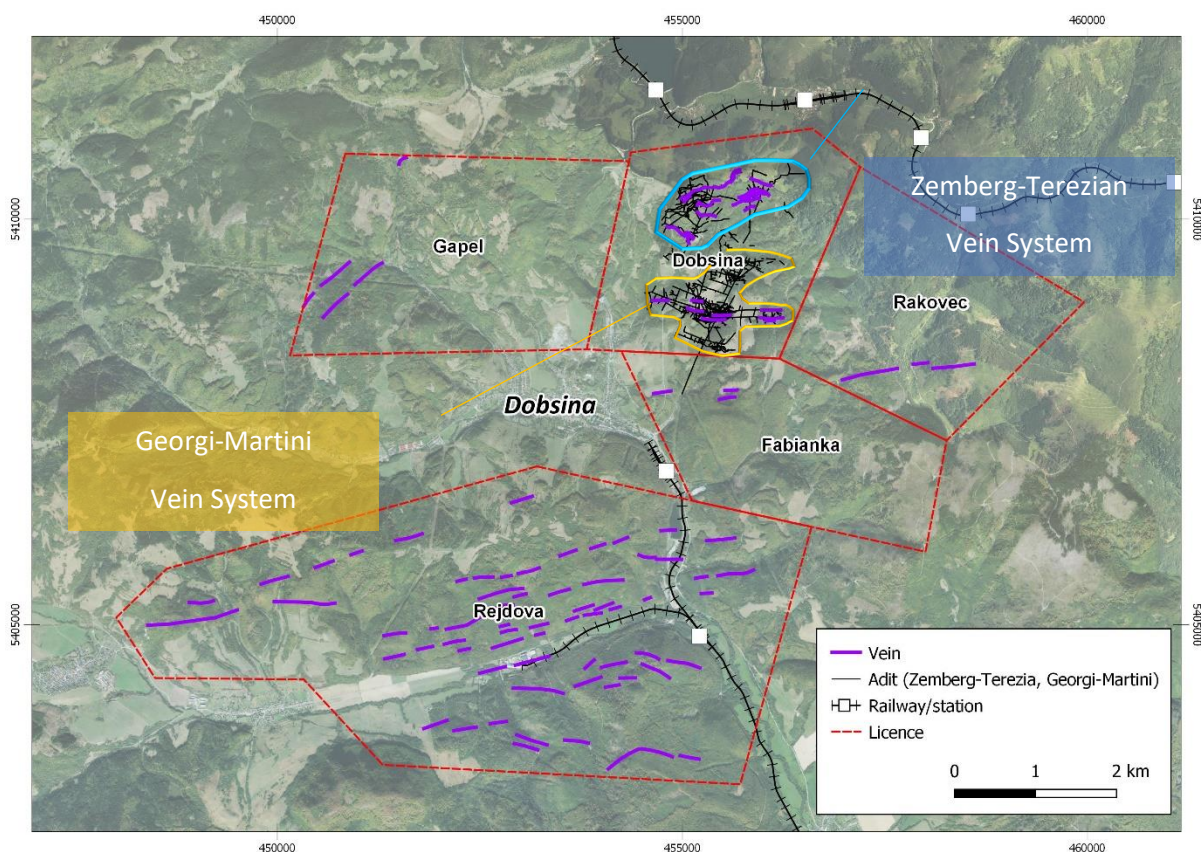 450000
455000
460000
5410000
5410000
Zemberg-Terezian
Vein System
Gapel
Dobsina
Rakovec
Dobsina
Georgi-Martini
Vein System
Fabianka
Rejdova
5405000
5405000
Vein
Adit (Zemberg-Terezia, Georgi-Martini)
Railway/station
Licence
0 1 2 km
450000
455000
460000